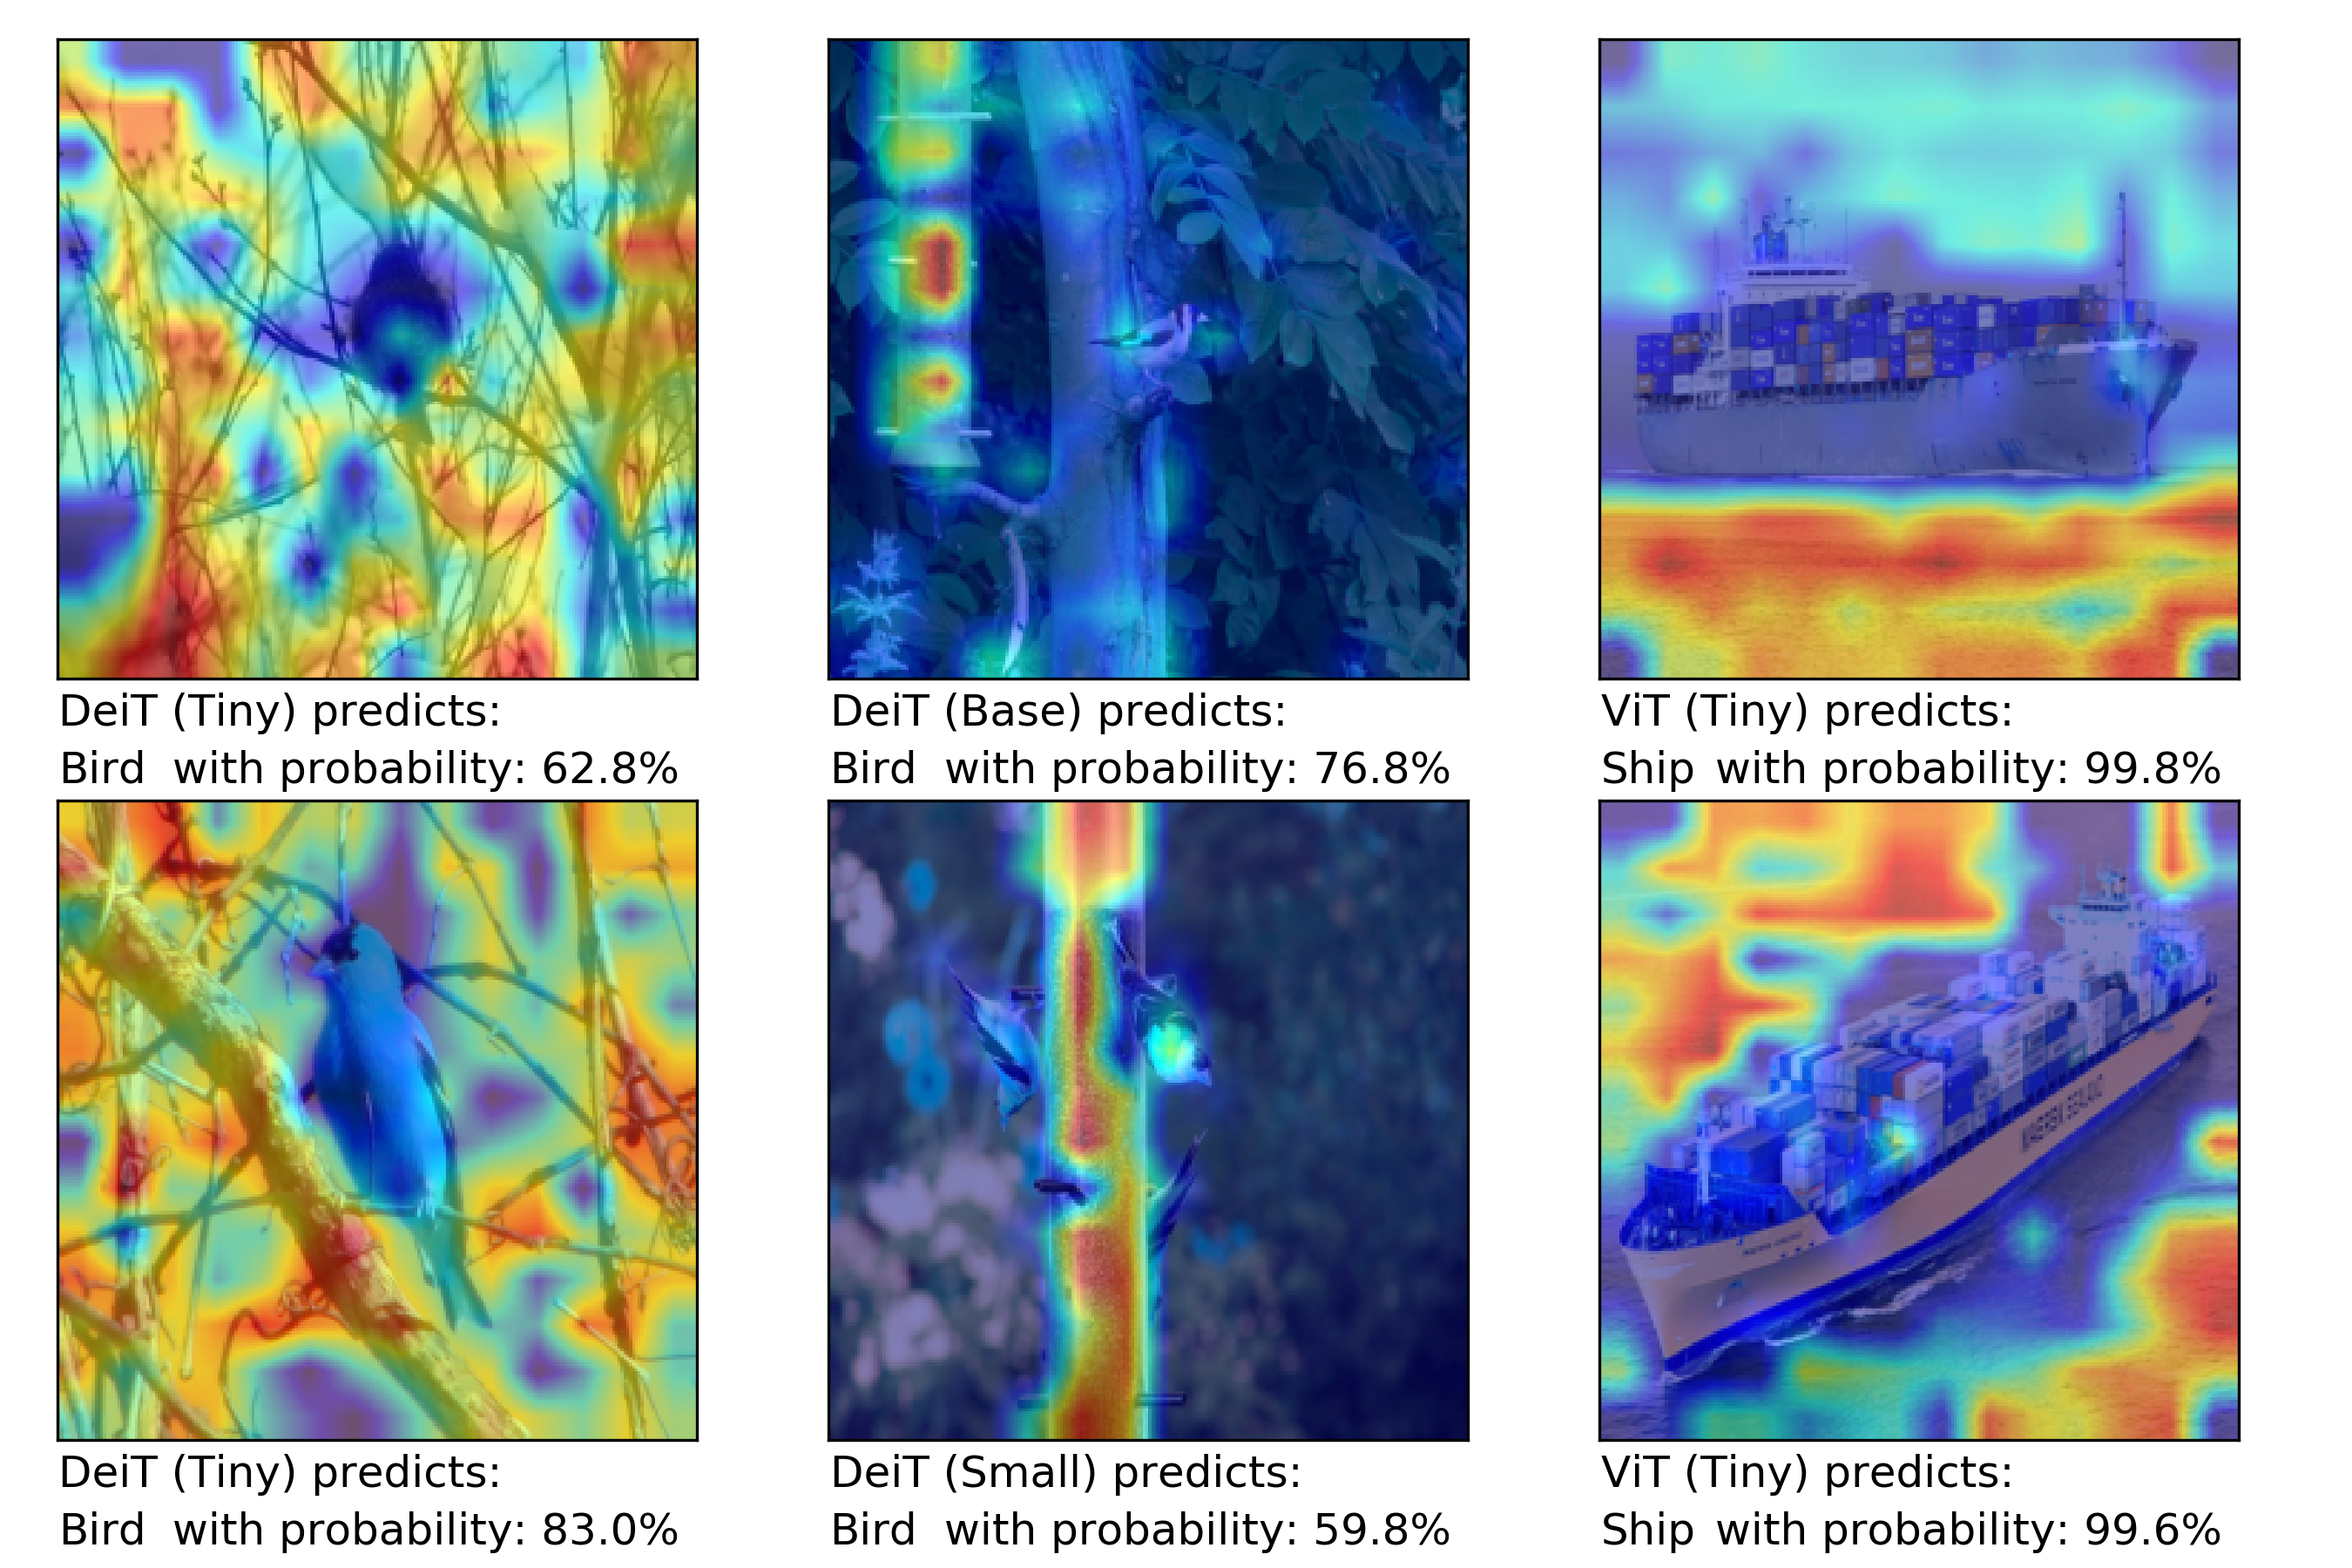 DeiT (Tiny) predicts:
Bird with probability: 62.8%
DeiT (Base) predicts:
Bird with probability: 76.8%
ViT (Tiny) predicts:
Ship with probability: 99.8%
DeiT (Tiny) predicts:
Bird with probability: 83.0%
DeiT (Small) predicts:
Bird with probability: 59.8%
ViT (Tiny) predicts:
Ship with probability: 99.6%